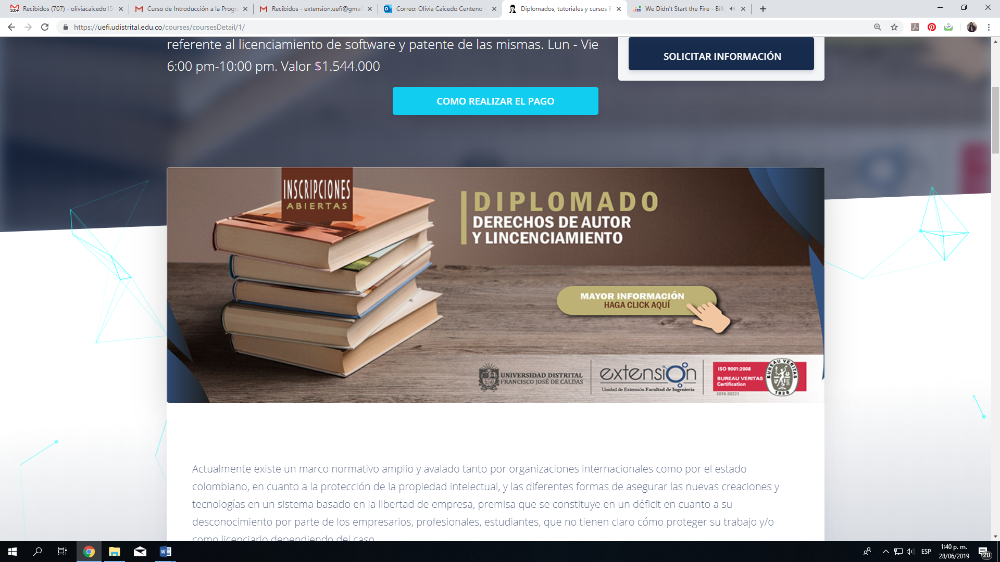 Recibidos (707) - oliviacaicedo15
Curso de Introducción a la Progra
Recibidos - extension.uefi@gmai
Correo: Olivia Caicedo Centeno -
Diplomados, tutoriales y cursos E
We Didn't Start the Fire - Bill
https://uefi.udistrital.edu.co/courses/coursesDetail/1/
referente al licenciamiento de software y patente de las mismas. Lun - Vie
6:00 pm-10:00 pm. Valor $1.544.000
SOLICITAR INFORMACIÓN
COMO REALIZAR EL PAGO
INSCRIPCIONES
ABIERTAS
DIPLOMADO
DERECHOS DE AUTOR
Y LINCENCIAMIENTO
MAYOR INFORMACIÓN
HAGA CLICK AQUÍ
UNIVERSIDAD DISTRITAL
FRANCISCO JOSÉ DE CALDAS
extensión
Unidad de Extensión Facultad de Ingeniería
ISO 9001:2008
BUREAU VERITAS
Certification
BUREAU VERITAS
1828
Actualmente existe un marco normativo amplio y avalado tanto por organizaciones internacionales como por el estado
colombiano, en cuanto a la protección de la propiedad intelectual, y las diferentes formas de asegurar las nuevas creaciones y
tecnologías en un sistema basado en la libertad de empresa, premisa que se constituye en un déficit en cuanto a su
desconocimiento por parte de los empresarios, profesionales, estudiantes, que no tienen claro cómo proteger su trabajo y/o
como licenciarlo dependiendo del caso
ESP
1:40 p. m.
28/06/2019
20